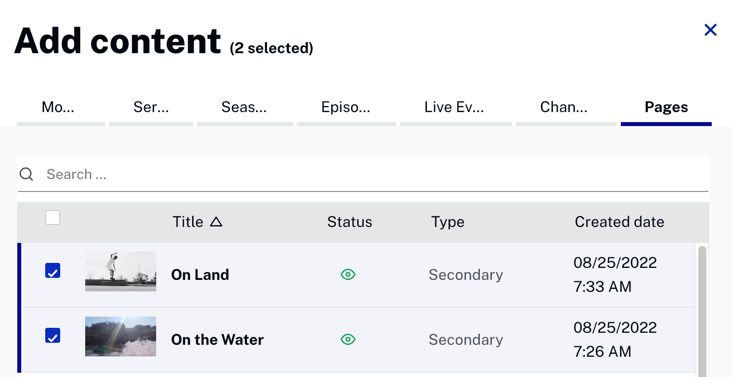 Add content (2 selected)
Mo... Ser... Seas... Episo... Live Ev... Chan... Pages
Search ...
Title Status Type Created date
On Land Secondary 08/25/2022
7:33 AM
On the Water Secondary 08/25/2022
7:26 AM